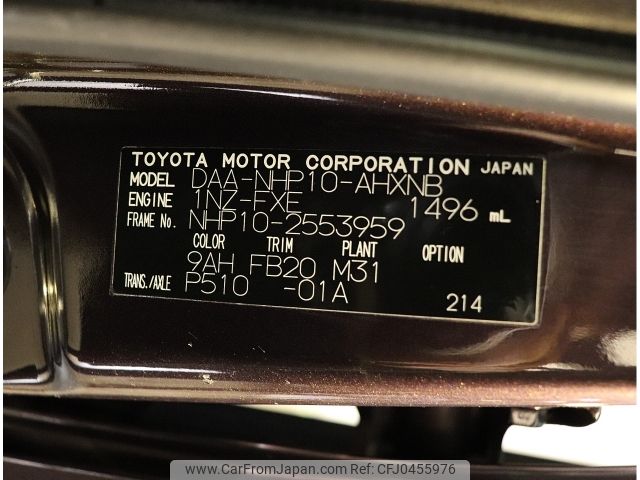 TOYOTA MOTOR CORPORATION JAPAN
MODEL DAA-NHP10-AHXNB
ENGINE 1NZ-FXE 1496 mL
FRAME No. NHP10-2553959
COLOR TRIM PLANT OPTION
9AH FB20 M31
TRANS./AXLE P510 -01A
214
www.CarFromJapan.com | Ref No. CFJ0455976